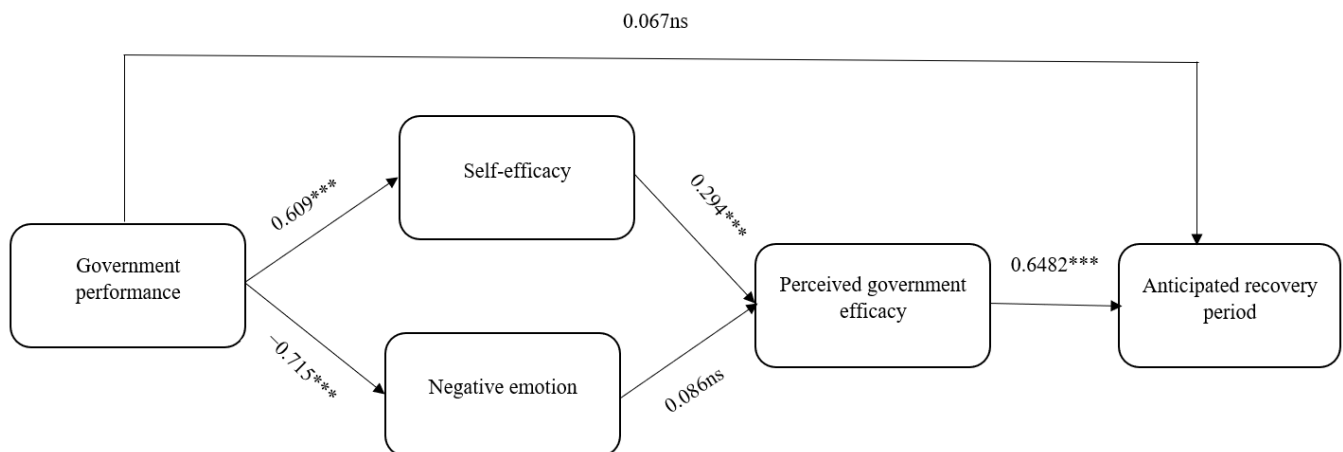 0.067ns
Self-efficacy
0.609***
0.294***
Government
performance
Perceived government
efficacy
0.6482***
Anticipated recovery
period
−0.715***
Negative emotion
0.086ns